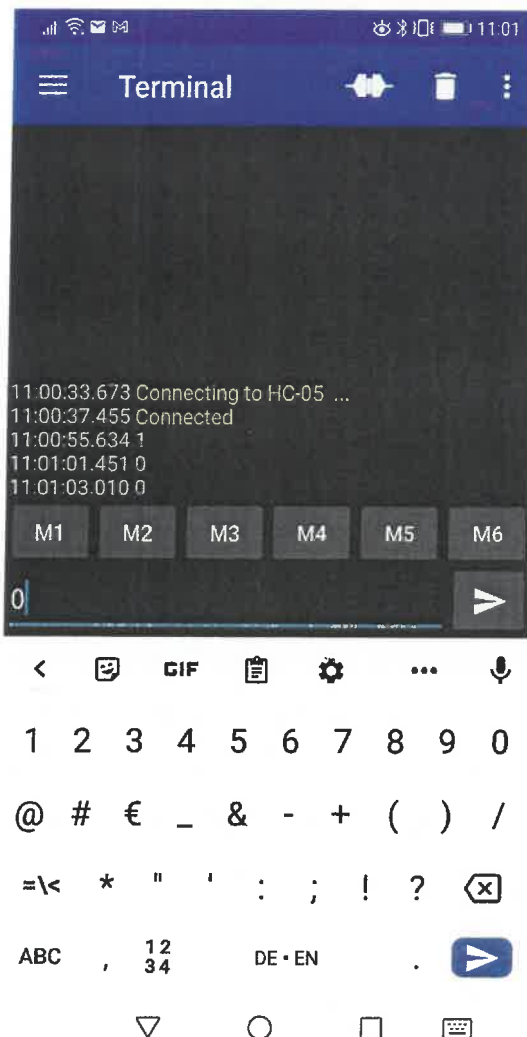 11:01
Terminal
11:00:33.673 Connecting to HC-05 ...
11:00:37.455 Connected
11:00:55.634 1
11:01:01.451 0
11:01:03.010 0
M1 M2 M3 M4 M5 M6
0
< GIF ...
1 2 3 4 5 6 7 8 9 0
@ # € _ & - + ( ) /
=\< * " ' : ; ! ? 
ABC , 12 34 DE • EN .